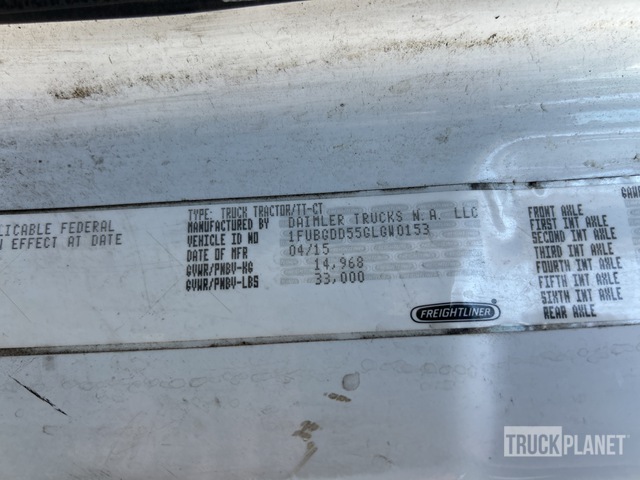 LICABLE FEDERAL
N EFFECT AT DATE
TYPE: TRUCK TRACTOR/TT-CT
MANUFACTURED BY DAIMLER TRUCKS N.A. LLC
VEHICLE ID NO 1FUBGDD55GLGW0153
DATE OF MFR 04/15
GVWR/PNBV-KG 14,968
GVWR/PNBV-LBS 33,000
FREIGHTLINER
GAWR
FRONT AXLE
FIRST INT AXLE
SECOND INT AXLE
THIRD INT AXLE
FOURTH INT AXLE
FIFTH INT AXLE
SIXTH INT AXLE
REAR AXLE
TRUCKPLANET